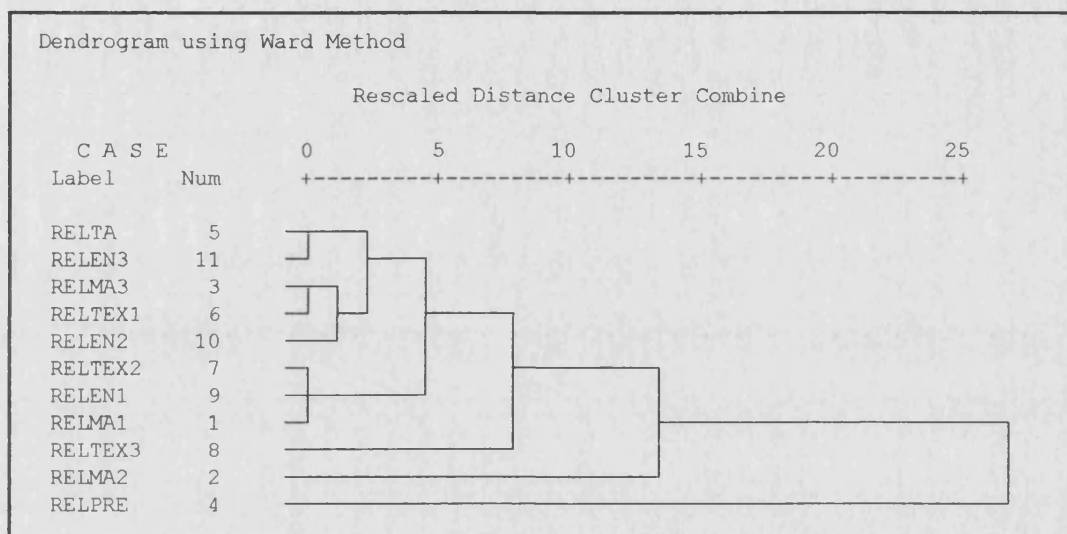 Dendrogram using Ward Method
Rescaled Distance Cluster Combine
C A S E 0 5 10 15 20 25
Label Num +---------+---------+---------+---------+---------+
RELTA 5
RELEN3 11
RELMA3 3
RELTEX1 6
RELEN2 10
RELTEX2 7
RELEN1 9
RELMA1 1
RELTEX3 8
RELMA2 2
RELPRE 4